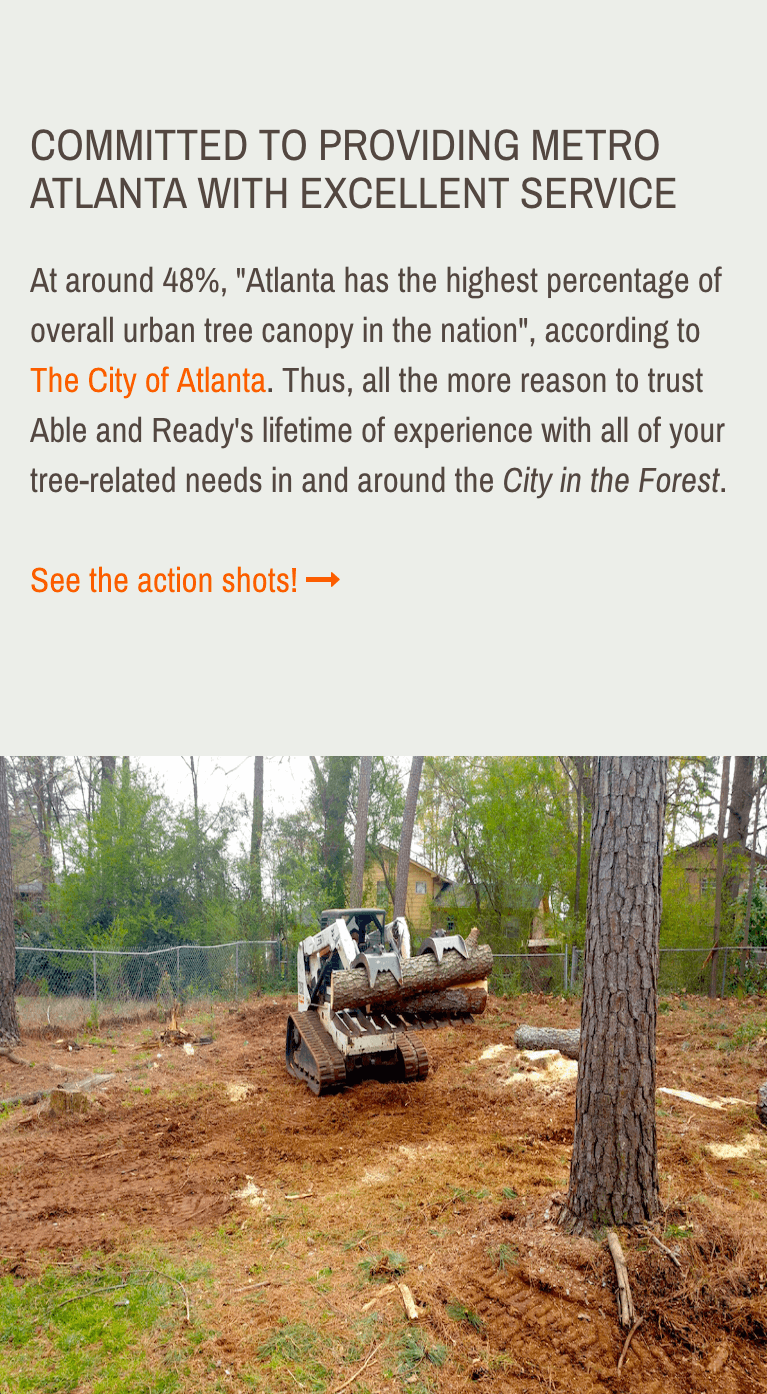 COMMITTED TO PROVIDING METRO
ATLANTA WITH EXCELLENT SERVICE
At around 48%, "Atlanta has the highest percentage of
overall urban tree canopy in the nation", according to
The City of Atlanta. Thus, all the more reason to trust
Able and Ready's lifetime of experience with all of your
tree-related needs in and around the City in the Forest.
See the action shots!